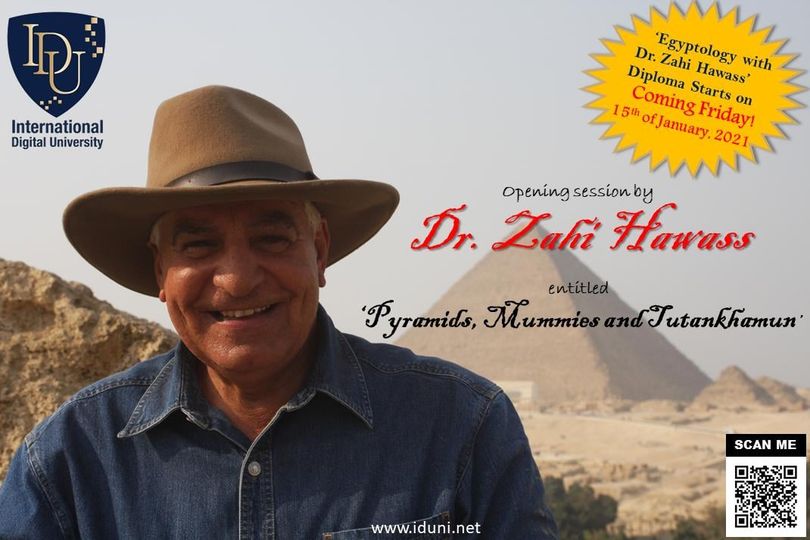 IDU
International
Digital University
'Egyptology with
Dr. Zahi Hawass'
Diploma Starts on
Coming Friday!
15th of January. 2021
Opening session by
Dr. Zahi Hawass
entitled
'Pyramids, Mummies and Tutankhamun'
SCAN ME
www.iduni.net